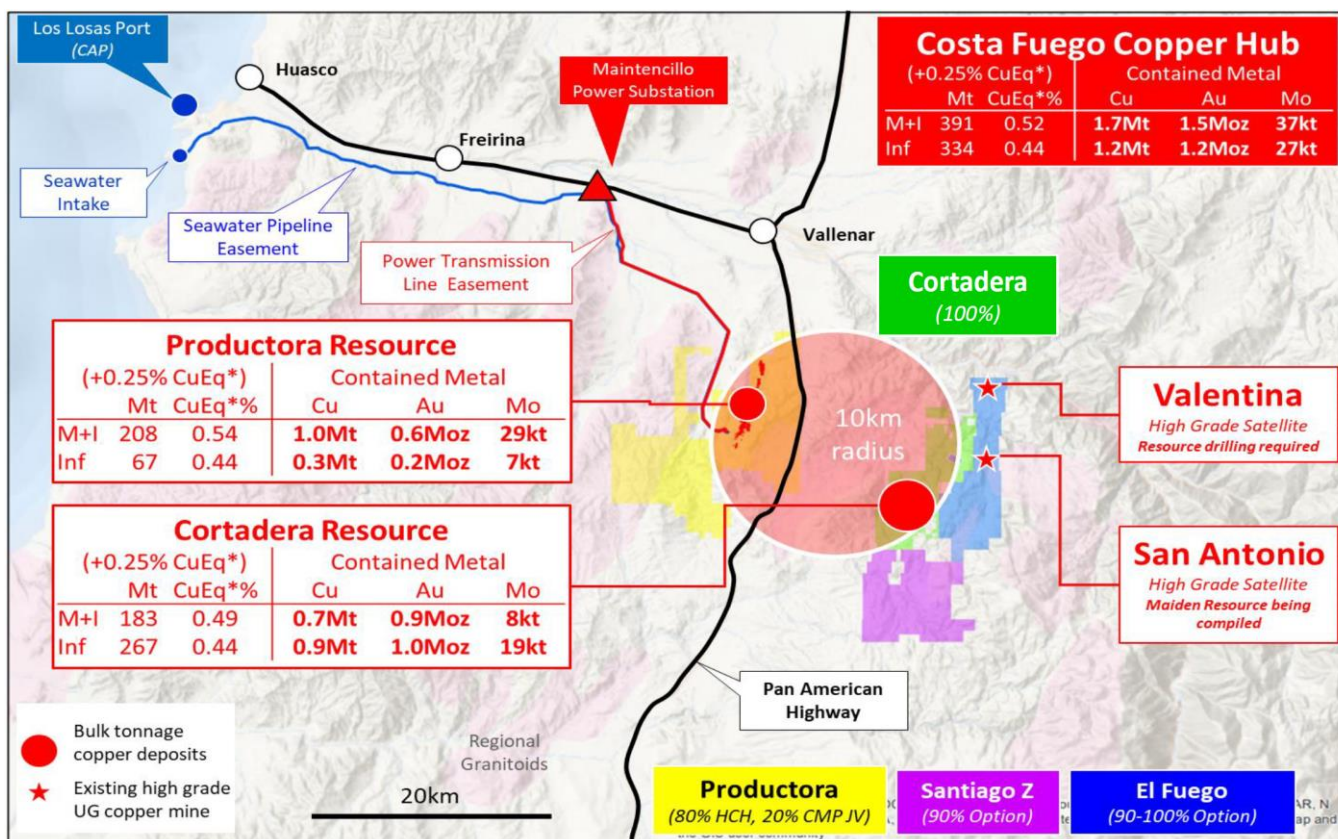 Los Losas Port
(CAP)
Huasco
Maintencillo
Power Substation
Costa Fuego Copper Hub
(+0.25% CuEq*) Contained Metal
Mt CuEq*% Cu Au Mo
M+I 391 0.52 1.7Mt 1.5Moz 37kt
Inf 334 0.44 1.2Mt 1.2Moz 27kt
Freirina
Seawater
Intake
Seawater Pipeline
Easement
Power Transmission
Line Easement
Vallenar
Cortadera
(100%)
Productora Resource
(+0.25% CuEq*) Contained Metal
Mt CuEq*% Cu Au Mo
M+I 208 0.54 1.0Mt 0.6Moz 29kt
Inf 67 0.44 0.3Mt 0.2Moz 7kt
10km
radius
Valentina
High Grade Satellite
Resource drilling required
Cortadera Resource
(+0.25% CuEq*) Contained Metal
Mt CuEq*% Cu Au Mo
M+I 183 0.49 0.7Mt 0.9Moz 8kt
Inf 267 0.44 0.9Mt 1.0Moz 19kt
San Antonio
High Grade Satellite
Maiden Resource being
compiled
Pan American
Highway
Bulk tonnage
copper deposits
Existing high grade
UG copper mine
Regional
Granitoids
20km
Productora
(80% HCH, 20% CMP JV)
Santiago Z
(90% Option)
El Fuego
(90-100% Option)